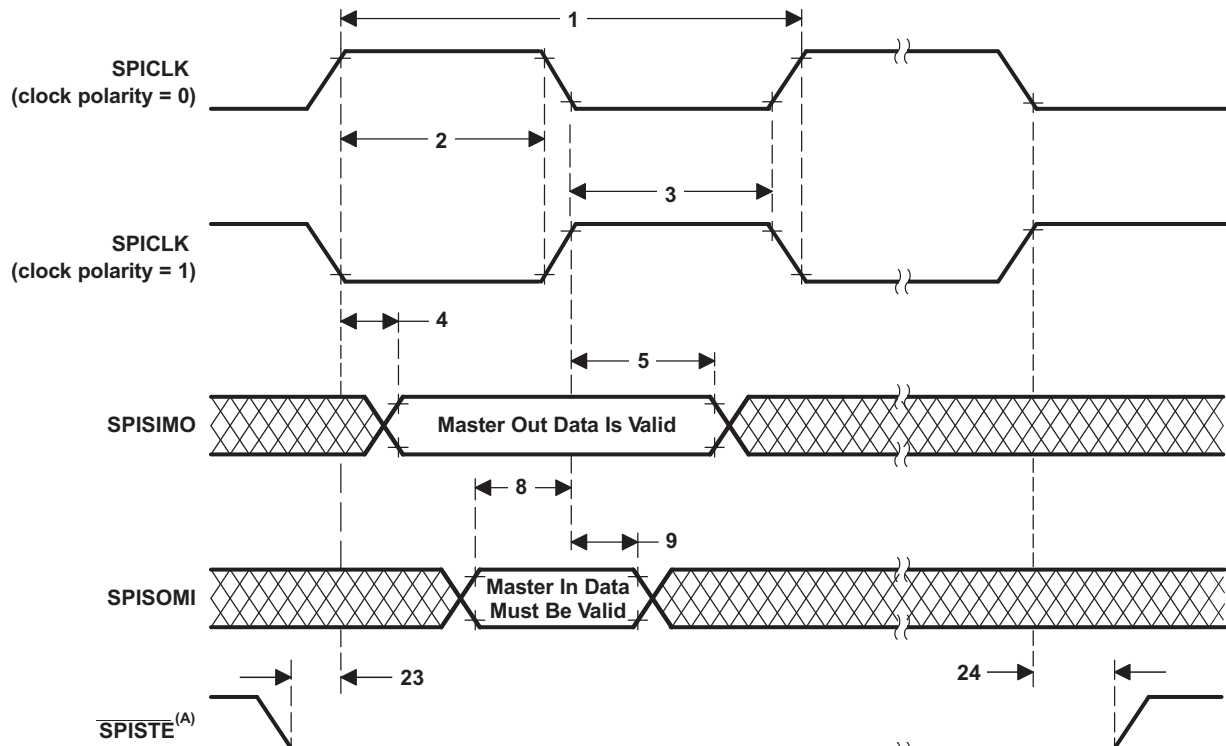 1
SPICLK
(clock polarity = 0)
2
3
SPICLK
(clock polarity = 1)
4
5
SPISIMO
Master Out Data Is Valid
8
9
SPISOMI
Master In Data
Must Be Valid
23
24
SPISTE(A)